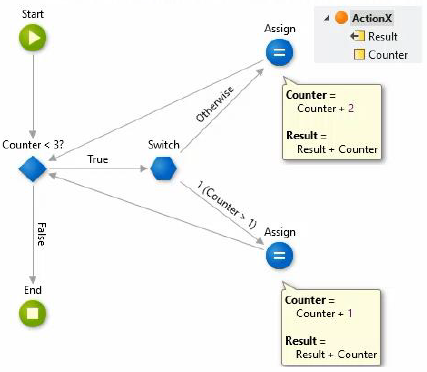 Start
Assign
ActionX
Result
Counter
Counter =
Counter + 2
Result =
Result + Counter
Otherwise
Counter < 3?
True
Switch
1 (Counter > 1)
False
Assign
End
Counter =
Counter + 1
Result =
Result + Counter